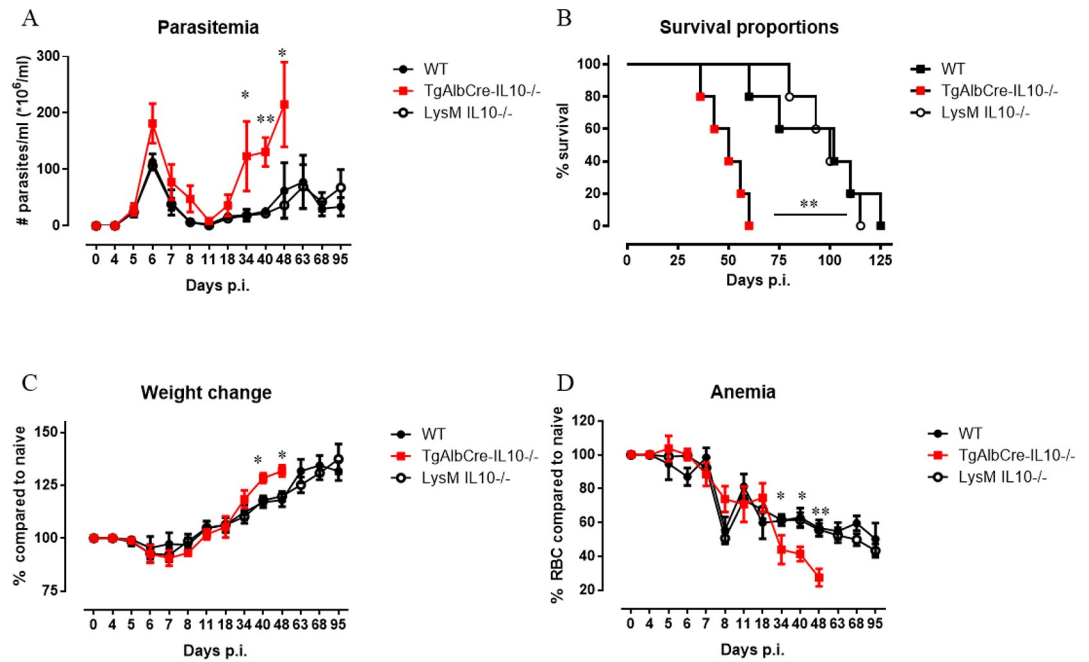 A
Parasitemia
# parasites/ml (*10⁶/ml)
300
200
100
0
* ** *
0 4 5 6 7 8 11 18 34 40 48 63 68 95
Days p.i.
WT
TgAlbCre-IL10-/-
LysM IL10-/-
B
Survival proportions
% survival
100
80
60
40
20
0
**
0 25 50 75 100 125
Days p.i.
WT
TgAlbCre-IL10-/-
LysM IL10-/-
C
Weight change
% compared to naive
150
125
100
75
* *
0 4 5 6 7 8 11 18 34 40 48 63 68 95
Days p.i.
WT
TgAlbCre-IL10-/-
LysM IL10-/-
D
Anemia
% RBC compared to naive
120
100
80
60
40
20
* * **
0 4 5 6 7 8 11 18 34 40 48 63 68 95
Days p.i.
WT
TgAlbCre-IL10-/-
LysM IL10-/-